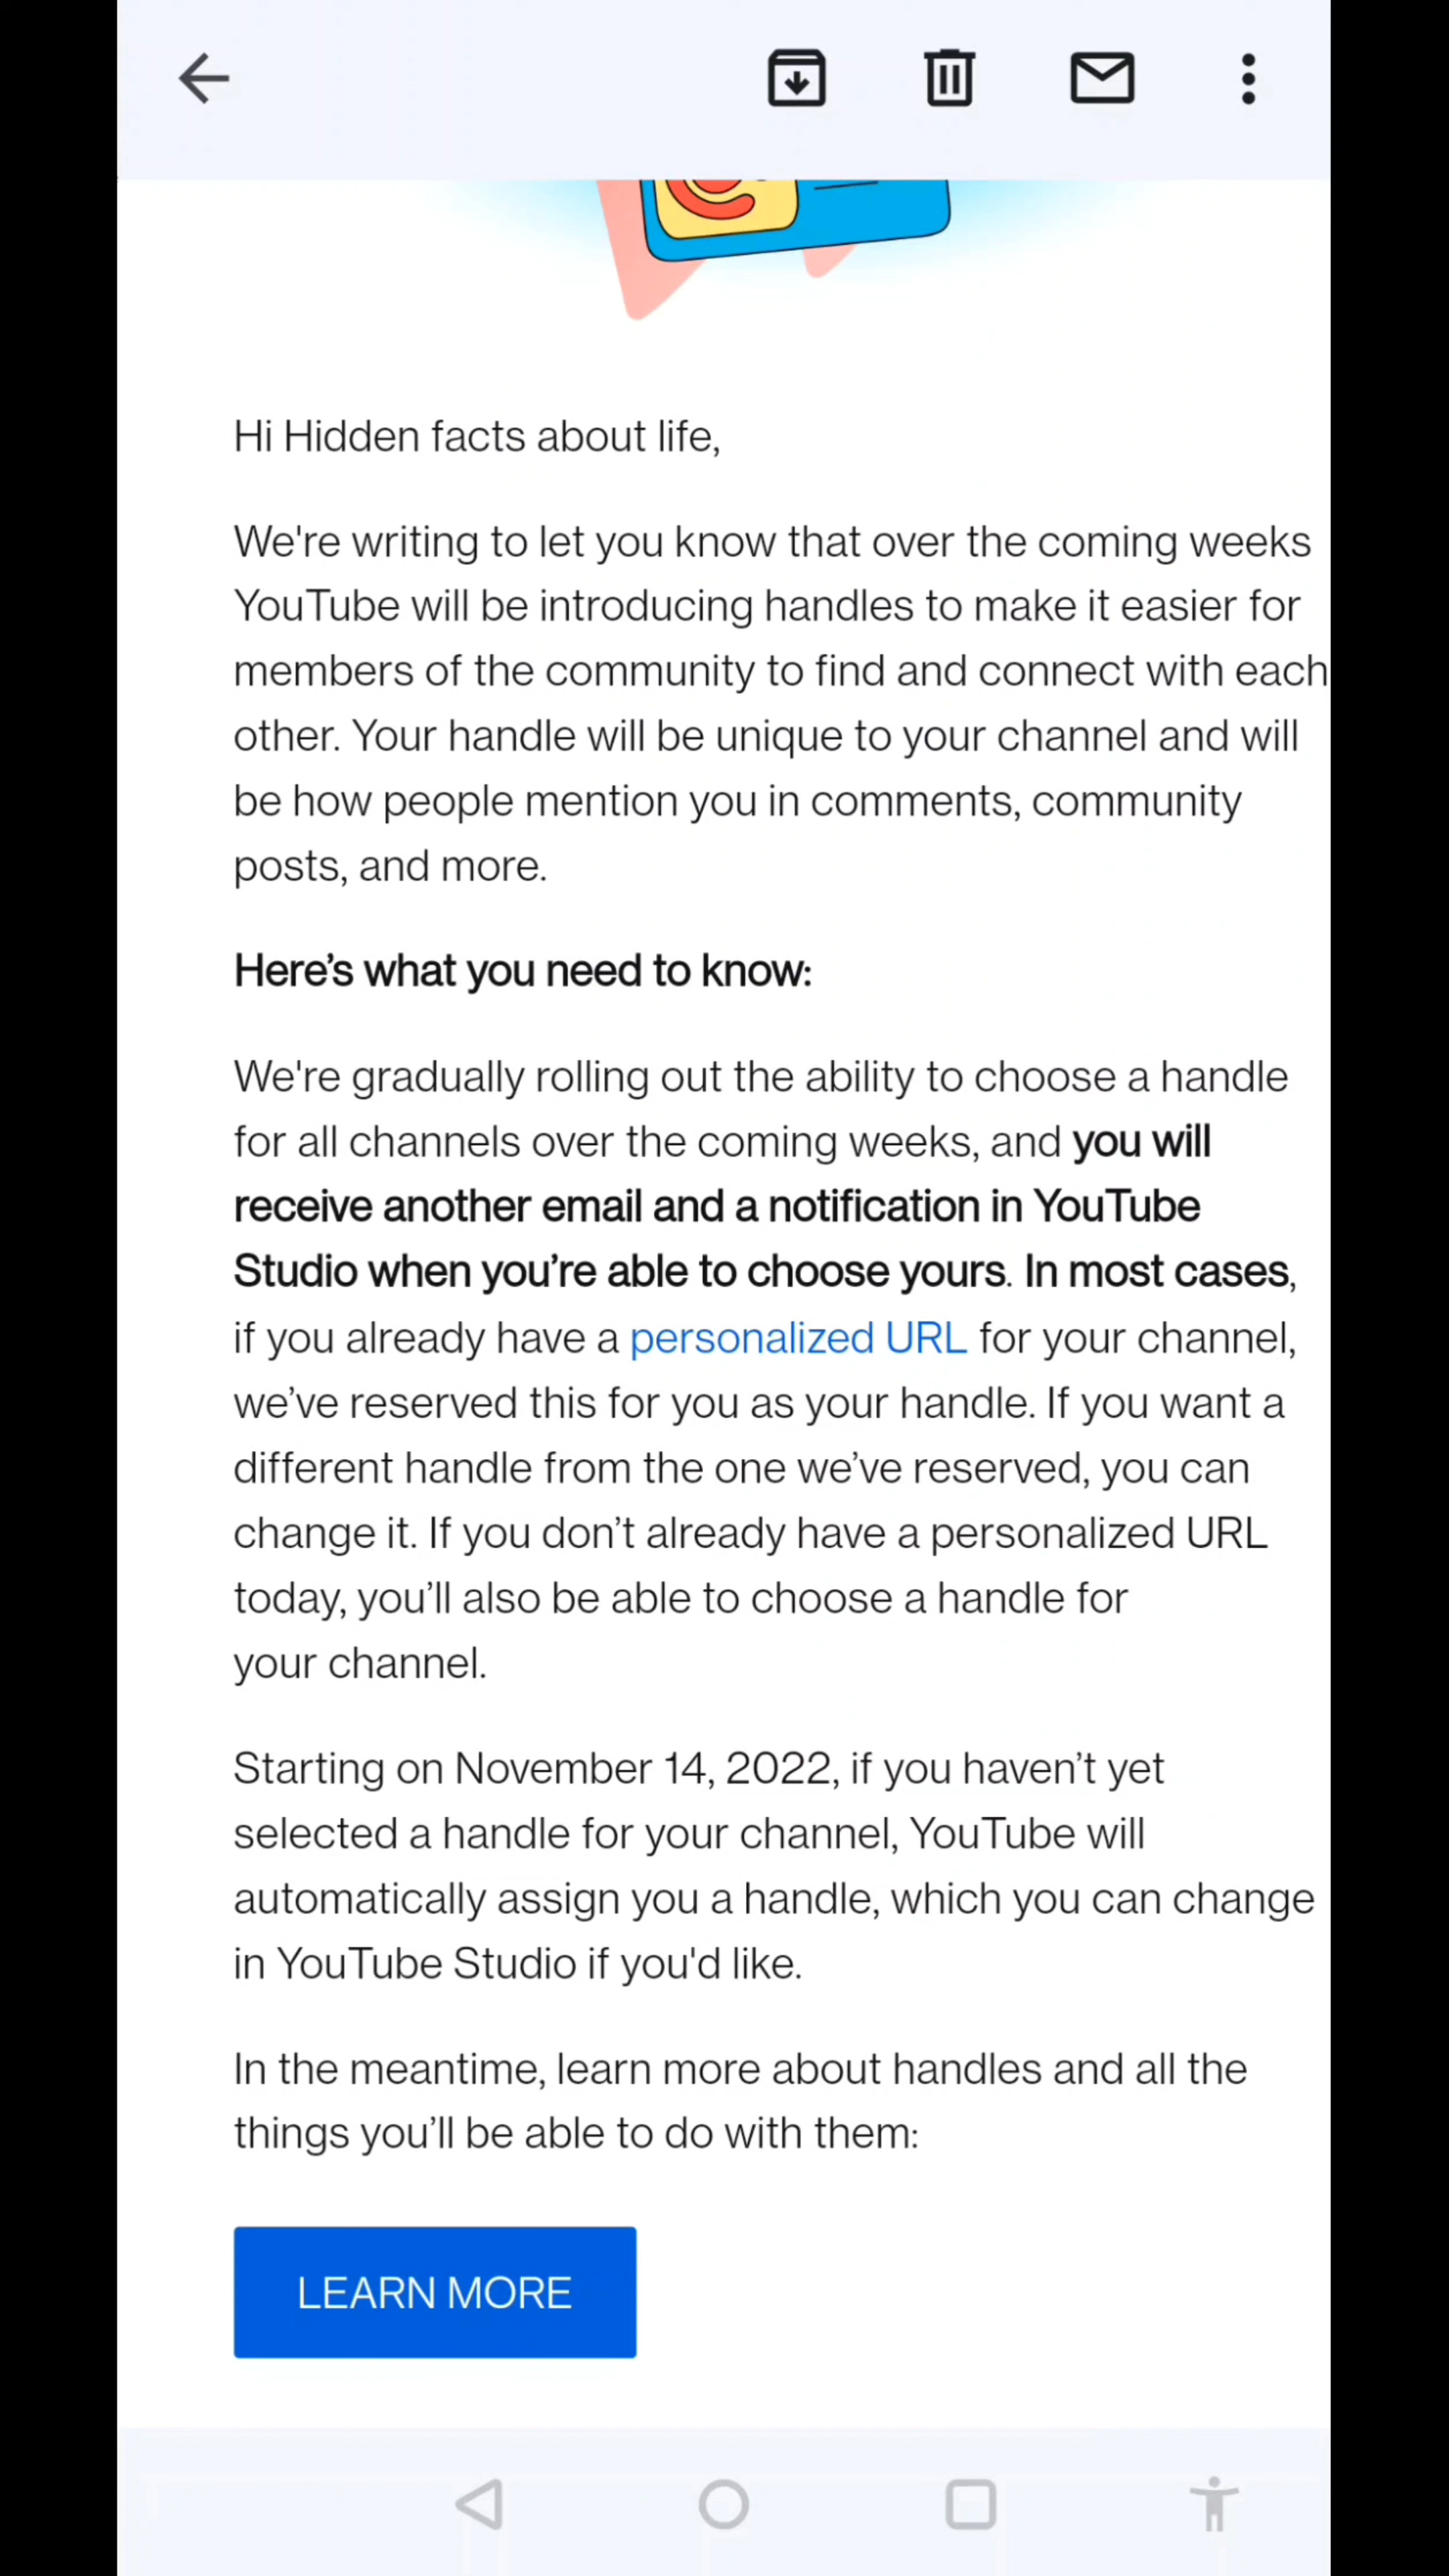 Hi Hidden facts about life,
We're writing to let you know that over the coming weeks
YouTube will be introducing handles to make it easier for
members of the community to find and connect with each
other. Your handle will be unique to your channel and will
be how people mention you in comments, community
posts, and more.
Here’s what you need to know:
We're gradually rolling out the ability to choose a handle
for all channels over the coming weeks, and you will
receive another email and a notification in YouTube
Studio when you’re able to choose yours. In most cases,
if you already have a personalized URL for your channel,
we’ve reserved this for you as your handle. If you want a
different handle from the one we’ve reserved, you can
change it. If you don’t already have a personalized URL
today, you’ll also be able to choose a handle for
your channel.
Starting on November 14, 2022, if you haven’t yet
selected a handle for your channel, YouTube will
automatically assign you a handle, which you can change
in YouTube Studio if you'd like.
In the meantime, learn more about handles and all the
things you’ll be able to do with them:
LEARN MORE